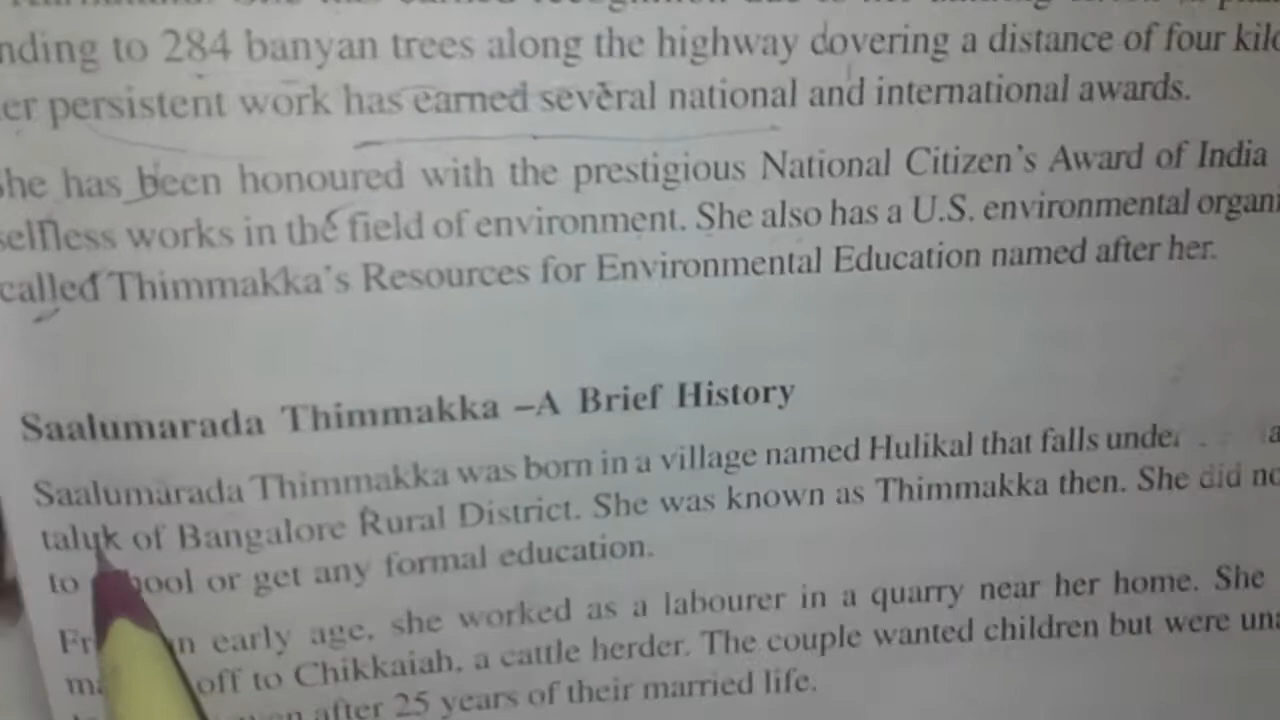 nding to 284 banyan trees along the highway covering a distance of four kilo
er persistent work has earned several national and international awards.
She has been honoured with the prestigious National Citizen's Award of India
selfless works in the field of environment. She also has a U.S. environmental organi
called Thimmakka's Resources for Environmental Education named after her.
Saalumarada Thimmakka –A Brief History
Saalumarada Thimmakka was born in a village named Hulikal that falls under
taluk of Bangalore Rural District. She was known as Thimmakka then. She did no
to school or get any formal education.
early age, she worked as a labourer in a quarry near her home. She
off to Chikkaiah, a cattle herder. The couple wanted children but were una
after 25 years of their married life.